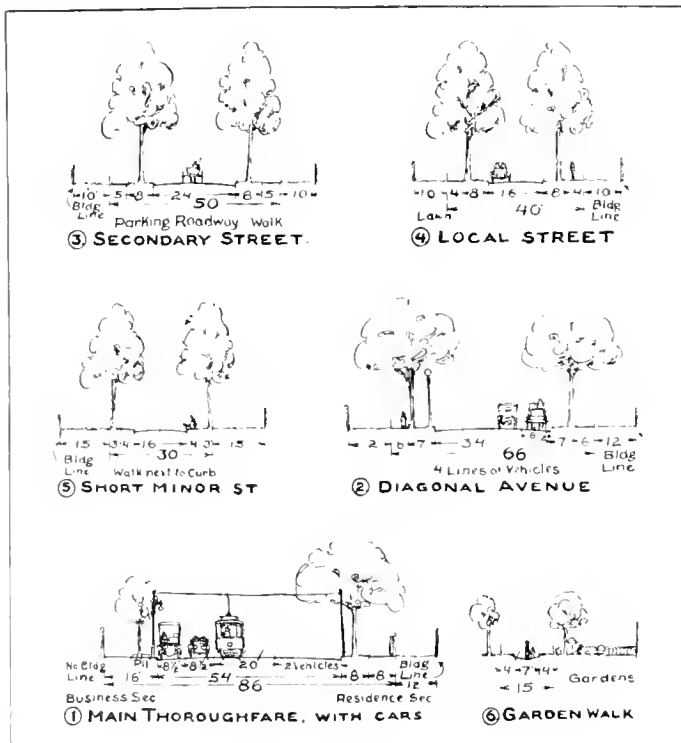 10' 5 8 24 8 5 10
Bldg Line 50
Parking Roadway Walk
③ SECONDARY STREET.
10 4 8 16 8 4 10
Lawn 40' Bldg Line
④ LOCAL STREET
15 3 4 16 4 3 15
Bldg Line 30
Walk next to Curb
⑤ SHORT MINOR ST
2 6 7 34 8 7 6 12
66 Bldg Line
4 Lines of Vehicles
② DIAGONAL AVENUE
No Bldg Line 16' 8½ 8½ 20 2 Vehicles 8 8 Bldg Line 12
54
86
Business Sec Residence Sec
① MAIN THOROUGHFARE, WITH CARS
4 7 4 Gardens
15
⑥ GARDEN WALK